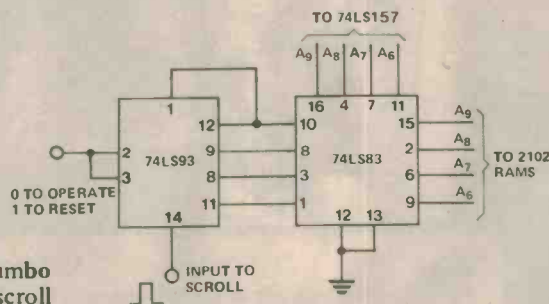 TO 74LS157
A9 A8 A7 A6
16 4 7 11
1
12
9
8
11
2
3
74LS93
14
10
8
3
1
74LS83
15
2
6
9
12 13
A9
A8
A7
A6
TO 2102
RAMS
0 TO OPERATE
1 TO RESET
INPUT TO
SCROLL
umbo
scroll